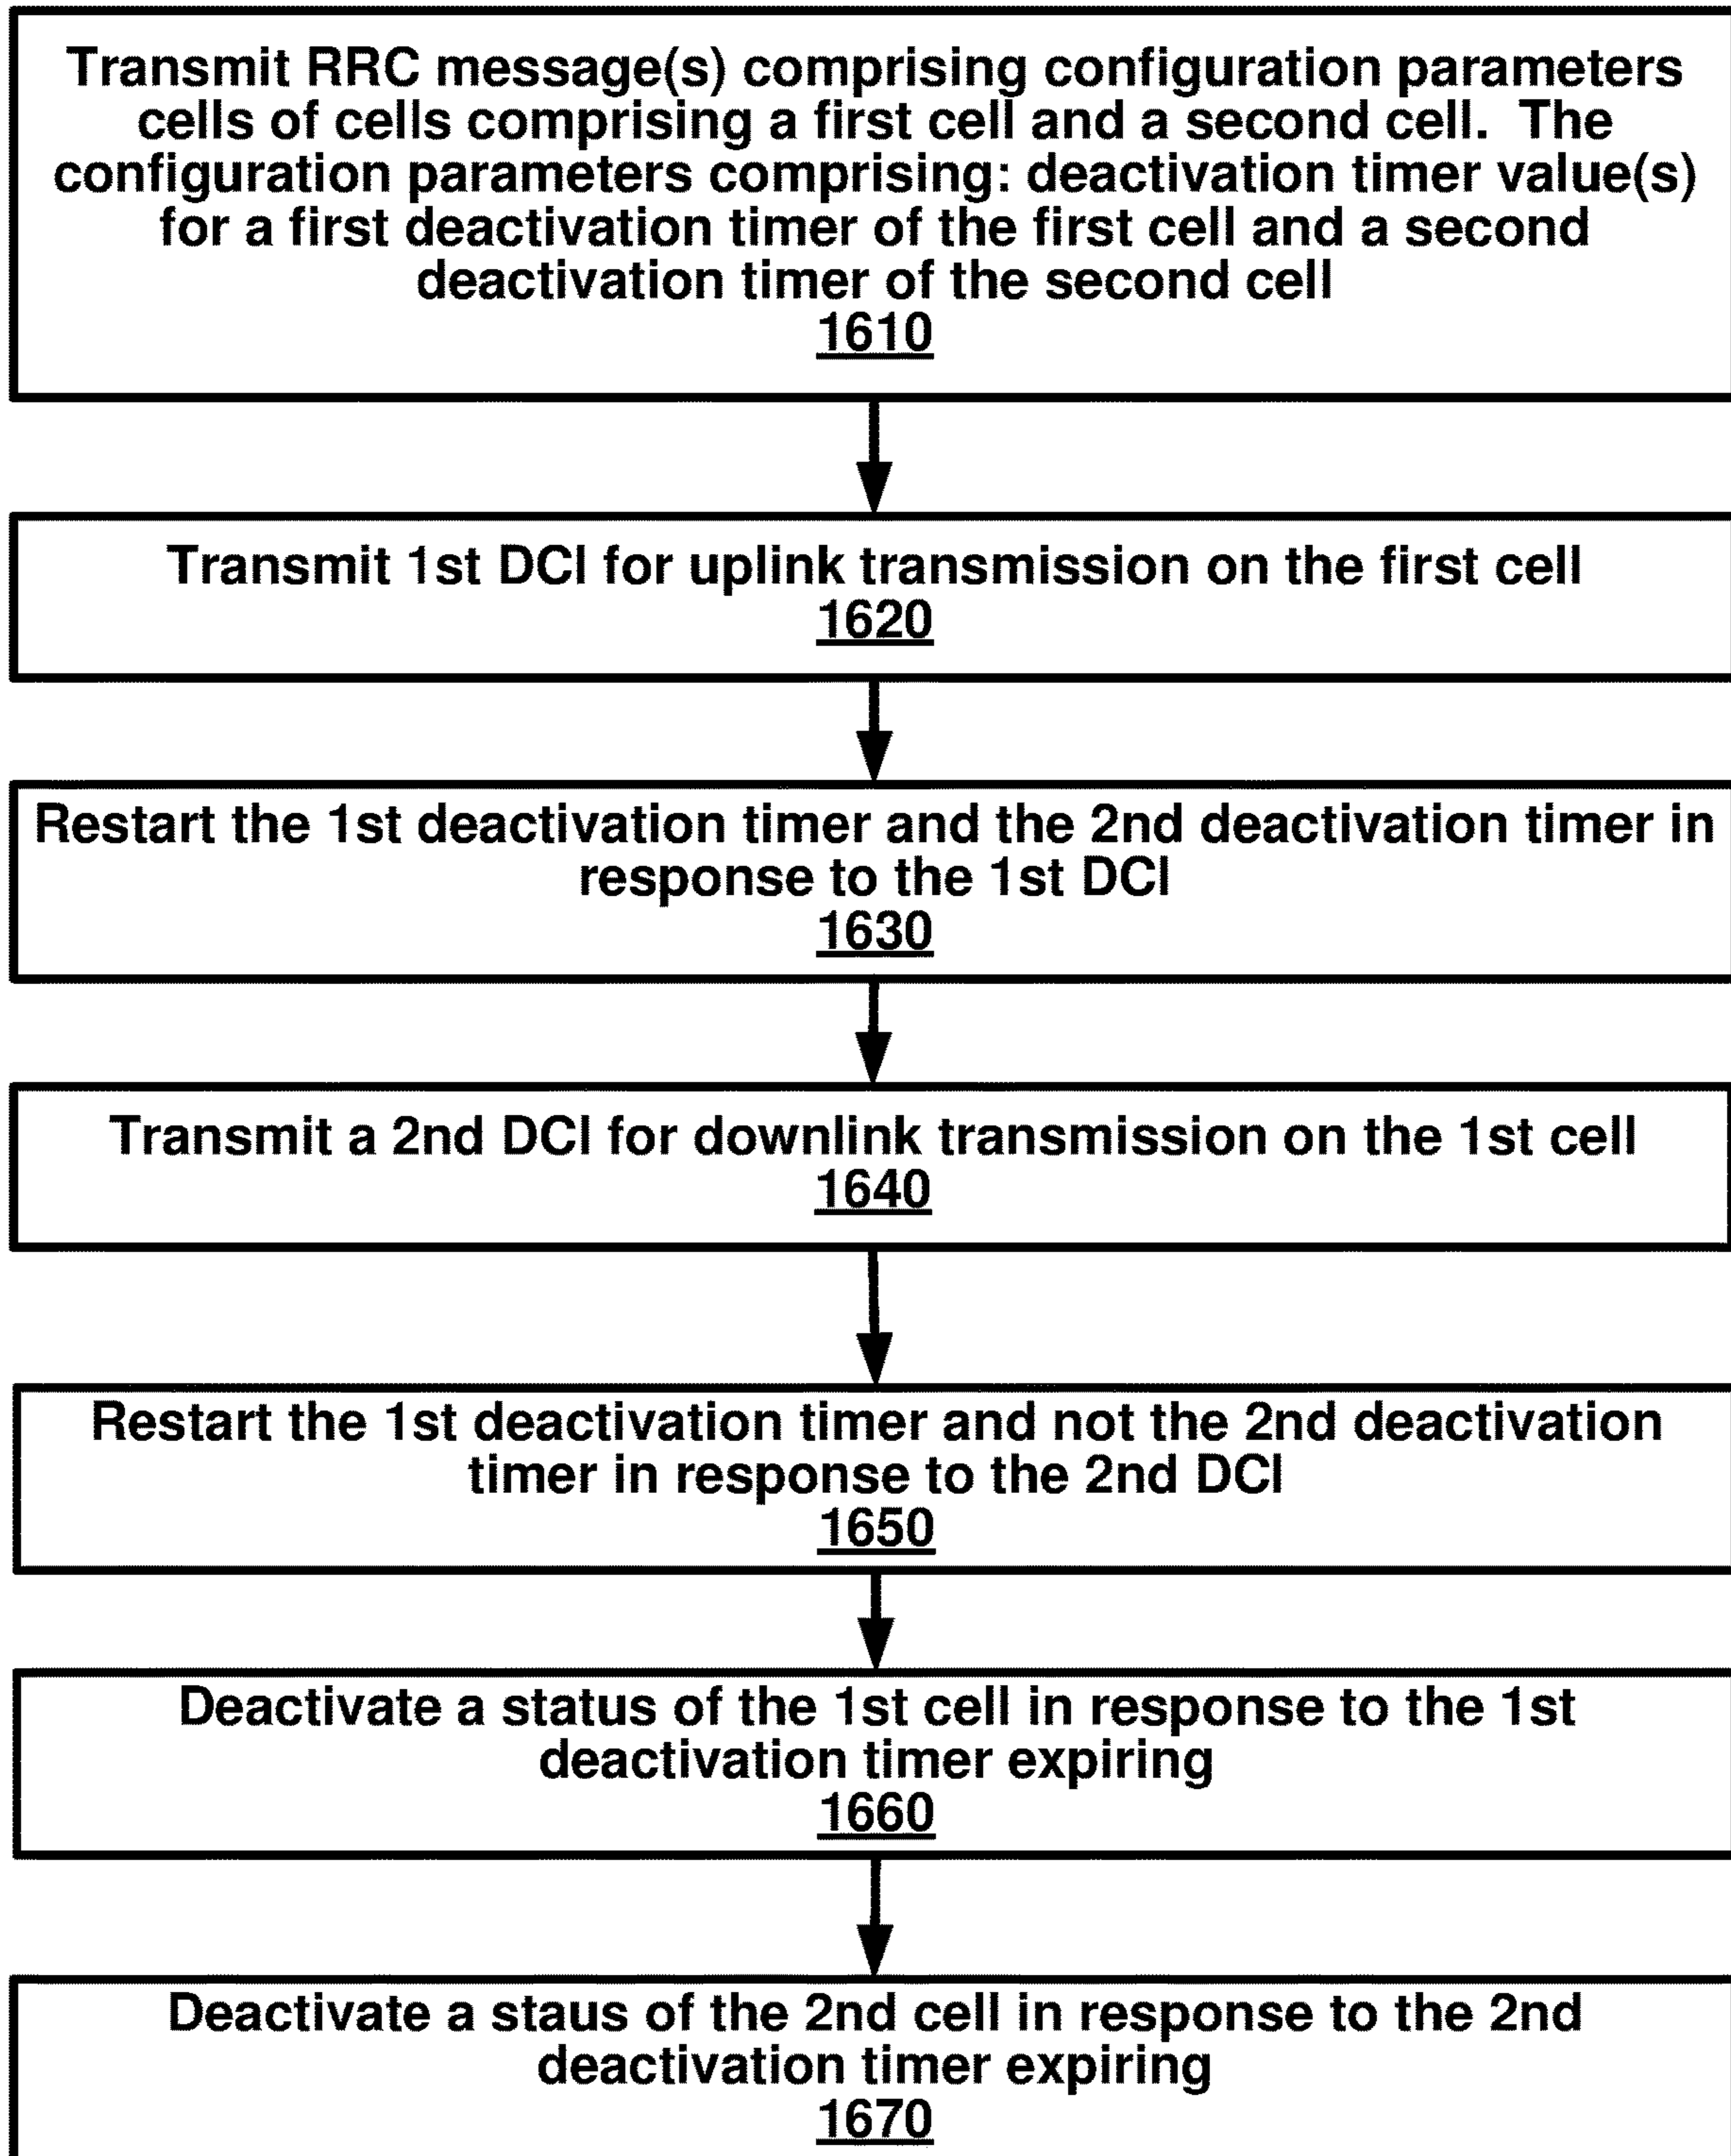 Transmit RRC message(s) comprising configuration parameters
cells of cells comprising a first cell and a second cell. The
configuration parameters comprising: deactivation timer value(s)
for a first deactivation timer of the first cell and a second
deactivation timer of the second cell
1610
Transmit 1st DCI for uplink transmission on the first cell
1620
Restart the 1st deactivation timer and the 2nd deactivation timer in
response to the 1st DCI
1630
Transmit a 2nd DCI for downlink transmission on the 1st cell
1640
Restart the 1st deactivation timer and not the 2nd deactivation
timer in response to the 2nd DCI
1650
Deactivate a status of the 1st cell in response to the 1st
deactivation timer expiring
1660
Deactivate a staus of the 2nd cell in response to the 2nd
deactivation timer expiring
1670